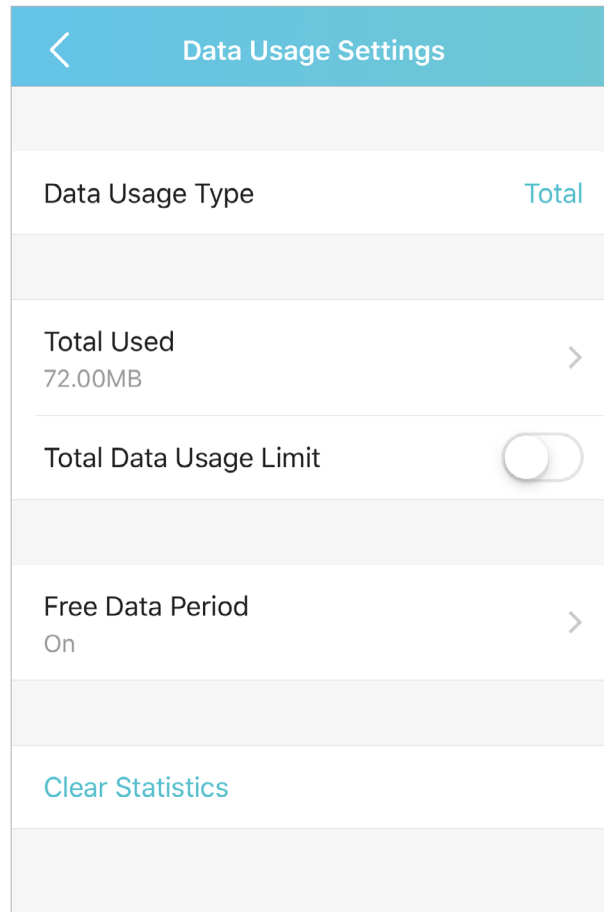 Data Usage Settings
Data Usage Type
Total
Total Used
72.00MB
Total Data Usage Limit
Free Data Period
On
Clear Statistics